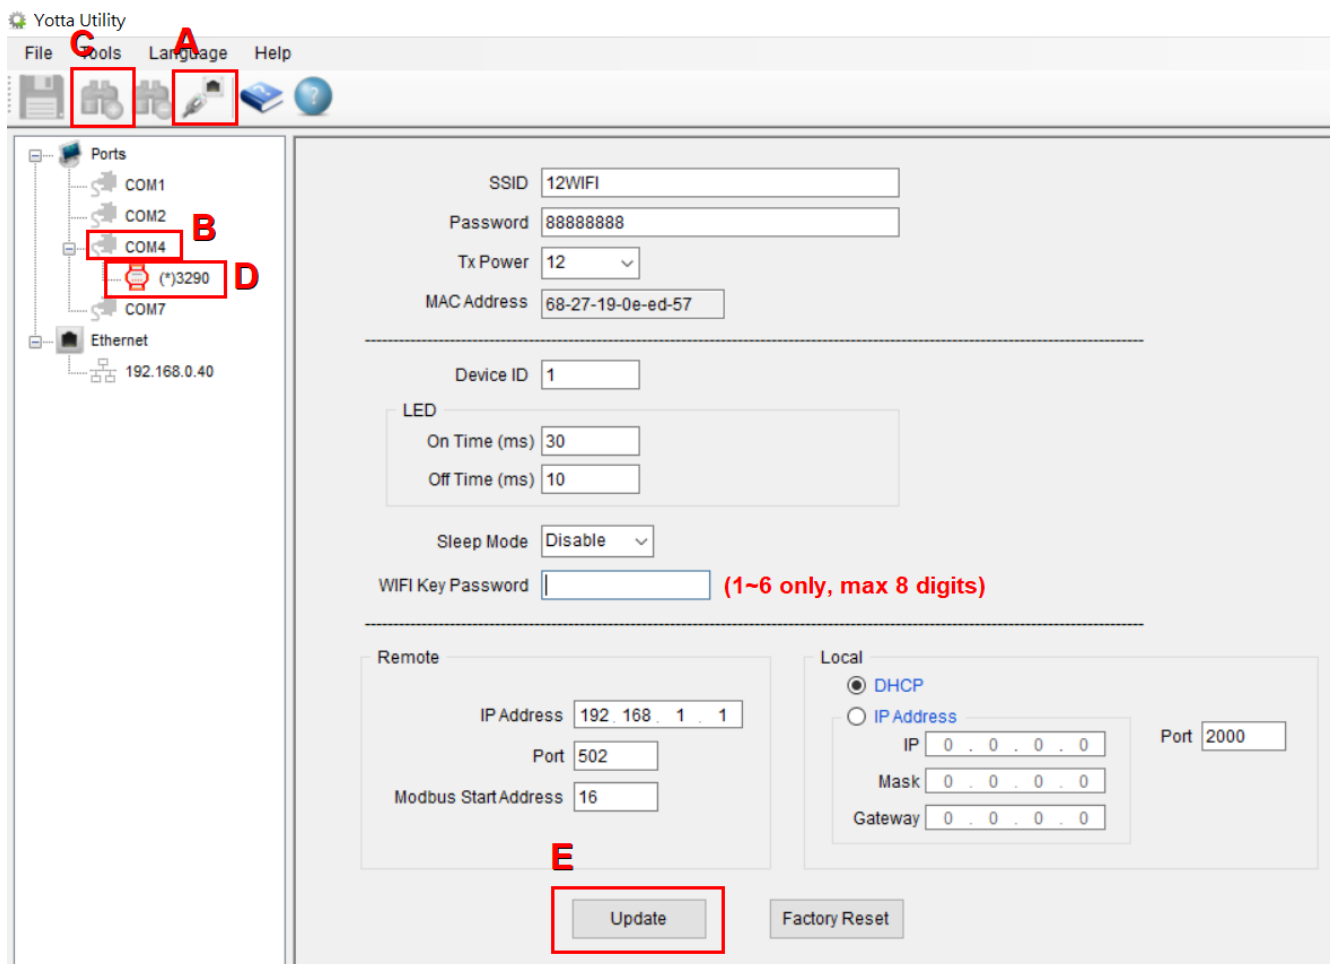 Yotta Utility
File Tools Language Help
C A
Ports
COM1
COM2
COM4 B
(*)3290 D
COM7
Ethernet
192.168.0.40
SSID 12WIFI
Password 88888888
Tx Power 12
MAC Address 68-27-19-0e-ed-57
Device ID 1
LED
On Time (ms) 30
Off Time (ms) 10
Sleep Mode Disable
WIFI Key Password (1~6 only, max 8 digits)
Remote
IP Address 192 . 168 . 1 . 1
Port 502
Modbus Start Address 16
Local
DHCP
IP Address
IP 0 . 0 . 0 . 0
Mask 0 . 0 . 0 . 0
Gateway 0 . 0 . 0 . 0
Port 2000
E
Update Factory Reset